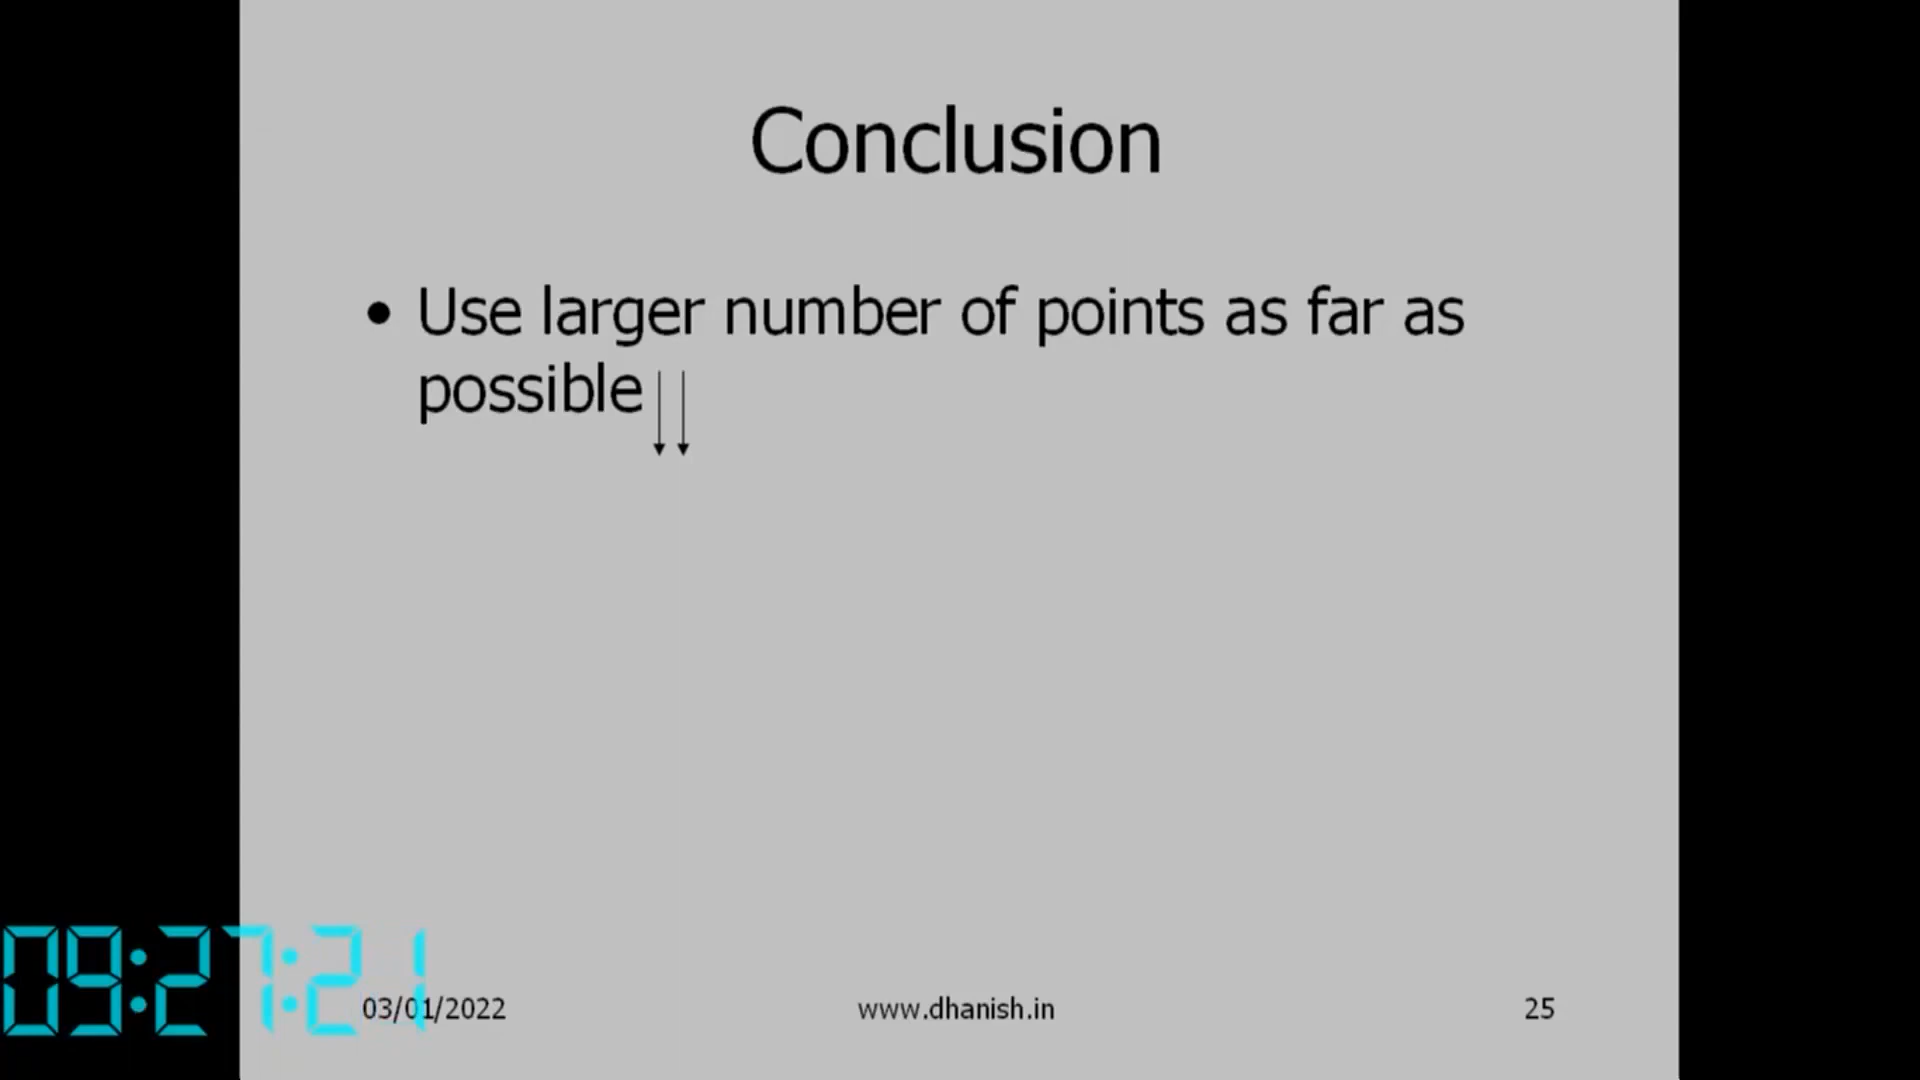 Conclusion
• Use larger number of points as far as
possible
09:27:21
03/01/2022
www.dhanish.in
25